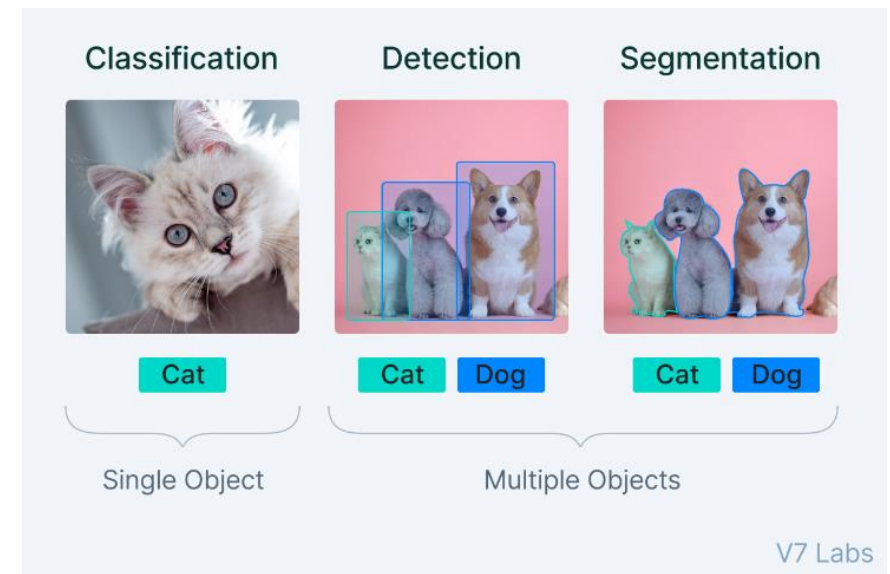 Classification
Detection
Segmentation
Cat
Cat
Dog
Cat
Dog
Single Object
Multiple Objects
V7 Labs